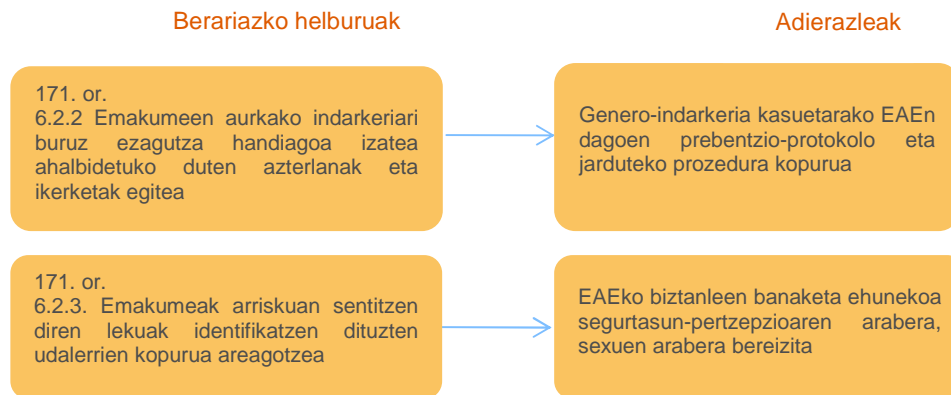 Berariazko helburuak
Adierazleak
171. or.
6.2.2 Emakumeen aurkako indarkeriari
buruz ezagutza handiagoa izatea
ahalbidetuko duten azterlanak eta
ikerketak egitea
Genero-indarkeria kasuetarako EAEn
dagoen prebentzio-protokolo eta
jarduteko prozedura kopurua
171. or.
6.2.3. Emakumeak arriskuan sentitzen
diren lekuak identifikatzen dituzten
udalerrien kopurua areagotzea
EAEko biztanleen banaketa ehunekoa
segurtasun-pertzepzioaren arabera,
sexuen arabera bereizita